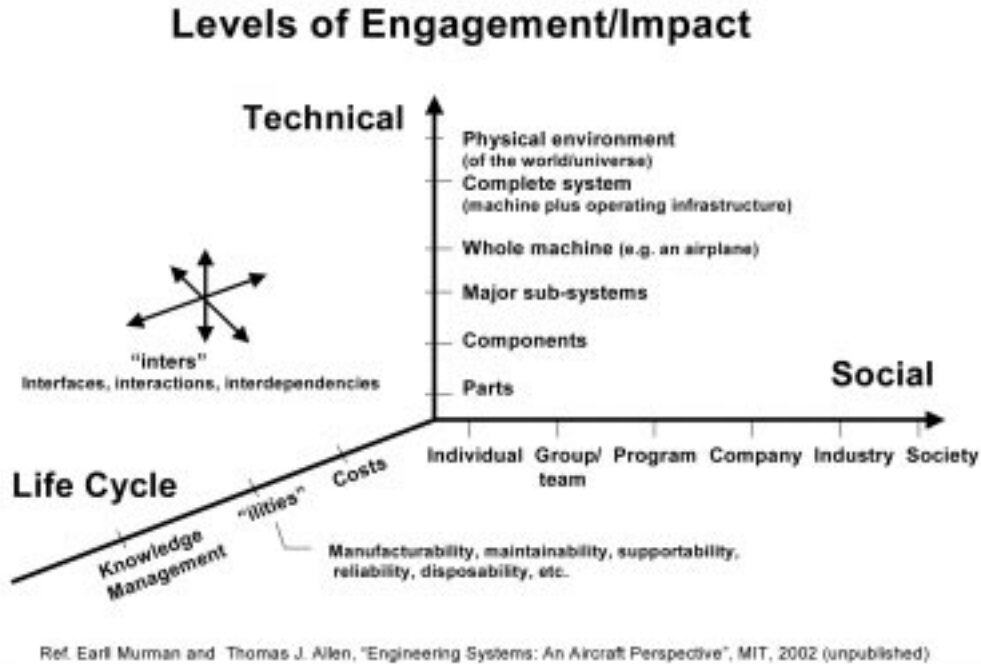 Levels of Engagement/Impact
Technical
Physical environment
(of the world/universe)
Complete system
(machine plus operating infrastructure)
Whole machine (e.g. an airplane)
Major sub-systems
Components
Parts
"inters"
Interfaces, interactions, interdependencies
Social
Individual Group/ Program Company Industry Society
team
Life Cycle
Costs
"ilities"
Knowledge
Management
Manufacturability, maintainability, supportability,
reliability, disposability, etc.
Ref. Earll Murman and Thomas J. Allen, "Engineering Systems: An Aircraft Perspective", MIT, 2002 (unpublished)